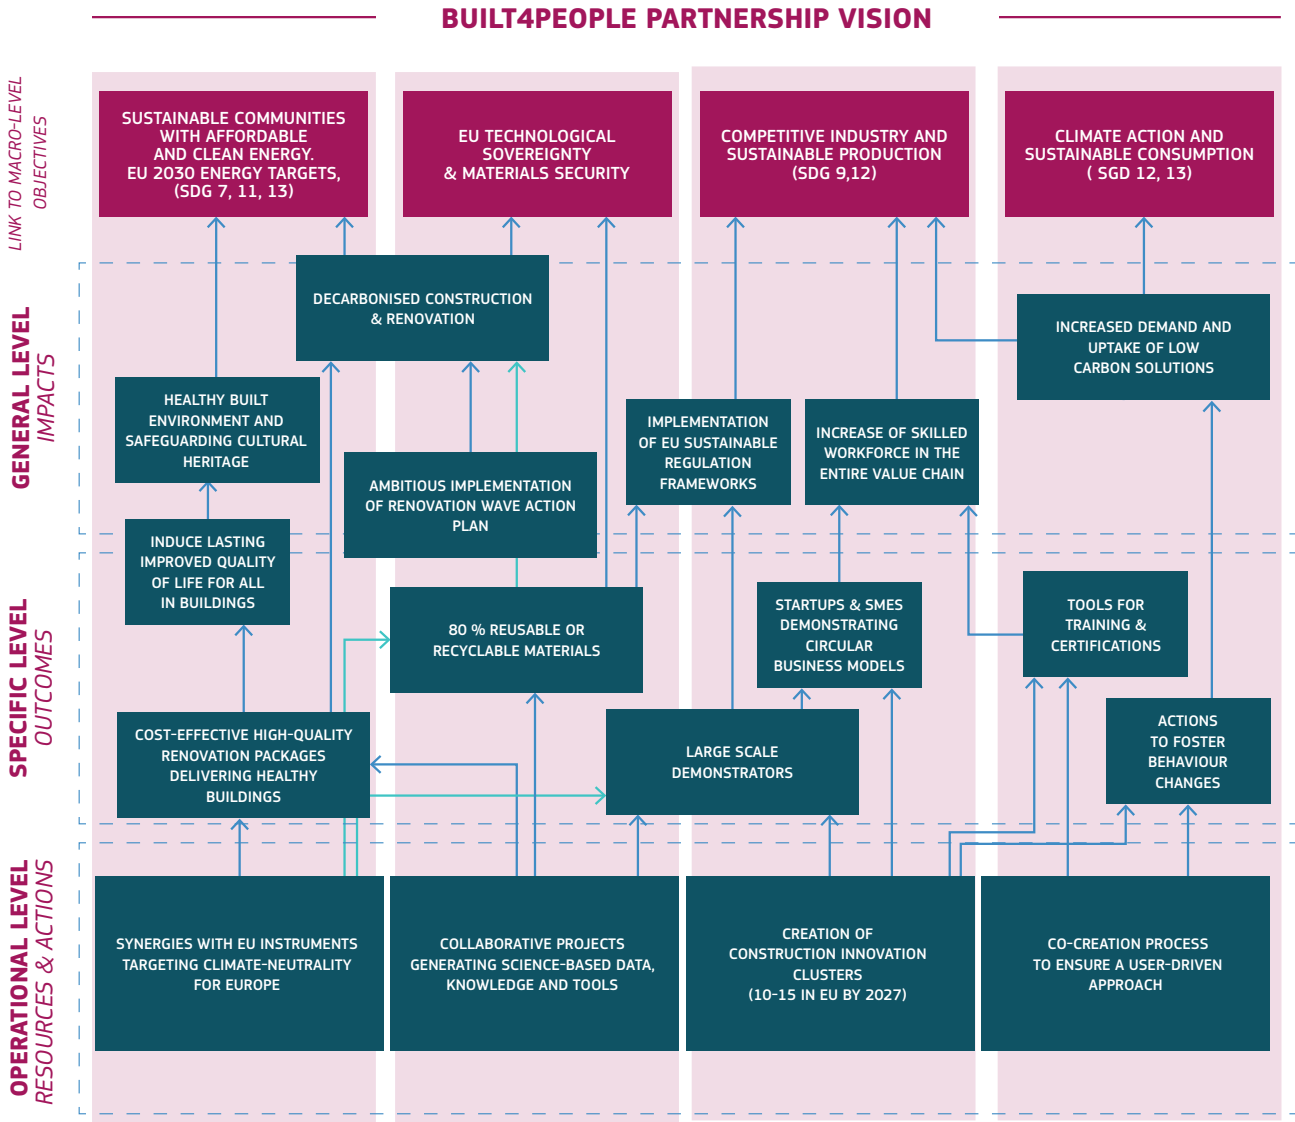 BUILT4PEOPLE PARTNERSHIP VISION
LINK TO MACRO-LEVEL
OBJECTIVES
SUSTAINABLE COMMUNITIES
WITH AFFORDABLE
AND CLEAN ENERGY.
EU 2030 ENERGY TARGETS,
(SDG 7, 11, 13)
EU TECHNOLOGICAL
SOVEREIGNTY
& MATERIALS SECURITY
COMPETITIVE INDUSTRY AND
SUSTAINABLE PRODUCTION
(SDG 9,12)
CLIMATE ACTION AND
SUSTAINABLE CONSUMPTION
( SGD 12, 13)
GENERAL LEVEL
IMPACTS
DECARBONISED CONSTRUCTION
& RENOVATION
INCREASED DEMAND AND
UPTAKE OF LOW
CARBON SOLUTIONS
HEALTHY BUILT
ENVIRONMENT AND
SAFEGUARDING CULTURAL
HERITAGE
IMPLEMENTATION
OF EU SUSTAINABLE
REGULATION
FRAMEWORKS
INCREASE OF SKILLED
WORKFORCE IN THE
ENTIRE VALUE CHAIN
AMBITIOUS IMPLEMENTATION
OF RENOVATION WAVE ACTION
PLAN
INDUCE LASTING
IMPROVED QUALITY
OF LIFE FOR ALL
IN BUILDINGS
SPECIFIC LEVEL
OUTCOMES
80 % REUSABLE OR
RECYCLABLE MATERIALS
STARTUPS & SMES
DEMONSTRATING
CIRCULAR
BUSINESS MODELS
TOOLS FOR
TRAINING &
CERTIFICATIONS
COST-EFFECTIVE HIGH-QUALITY
RENOVATION PACKAGES
DELIVERING HEALTHY
BUILDINGS
LARGE SCALE
DEMONSTRATORS
ACTIONS
TO FOSTER
BEHAVIOUR
CHANGES
OPERATIONAL LEVEL
RESOURCES & ACTIONS
SYNERGIES WITH EU INSTRUMENTS
TARGETING CLIMATE-NEUTRALITY
FOR EUROPE
COLLABORATIVE PROJECTS
GENERATING SCIENCE-BASED DATA,
KNOWLEDGE AND TOOLS
CREATION OF
CONSTRUCTION INNOVATION
CLUSTERS
(10-15 IN EU BY 2027)
CO-CREATION PROCESS
TO ENSURE A USER-DRIVEN
APPROACH